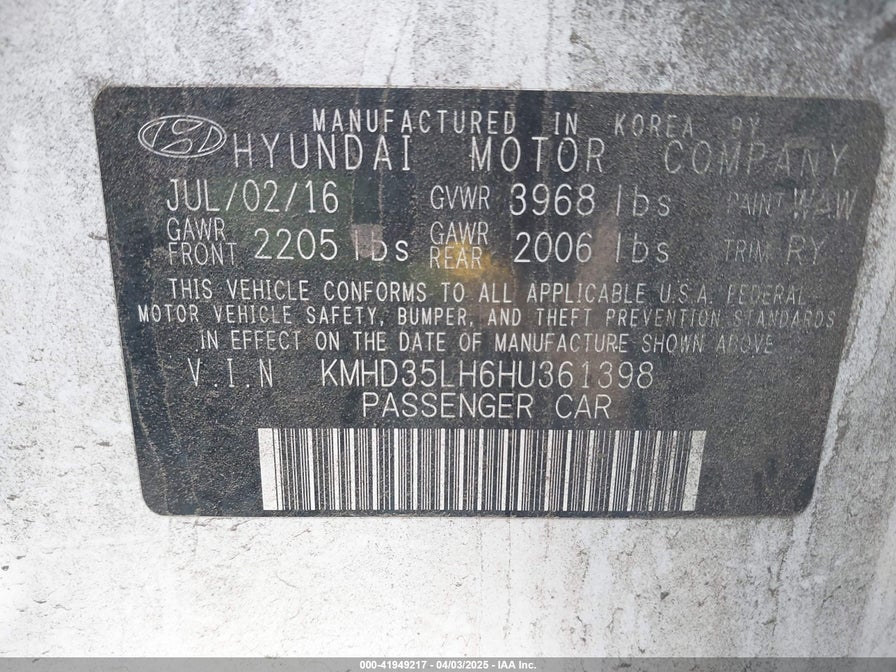 MANUFACTURED IN KOREA BY
HYUNDAI MOTOR COMPANY
JUL/02/16 GVWR 3968 lbs PAINT WAW
GAWR FRONT 2205 lbs GAWR REAR 2006 lbs TRIM RY
THIS VEHICLE CONFORMS TO ALL APPLICABLE U.S.A. FEDERAL
MOTOR VEHICLE SAFETY, BUMPER, AND THEFT PREVENTION STANDARDS
IN EFFECT ON THE DATE OF MANUFACTURE SHOWN ABOVE
V.I.N KMHD35LH6HU361398
PASSENGER CAR
000-41949217 - 04/03/2025 - IAA Inc.